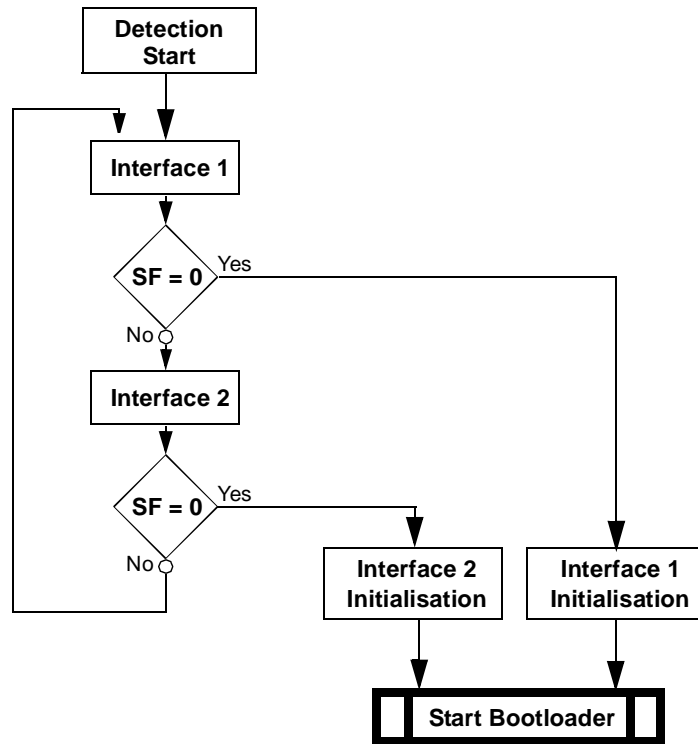 Detection
Start
Interface 1
SF = 0
Yes
No
Interface 2
SF = 0
Yes
No
Interface 2
Initialisation
Interface 1
Initialisation
Start Bootloader